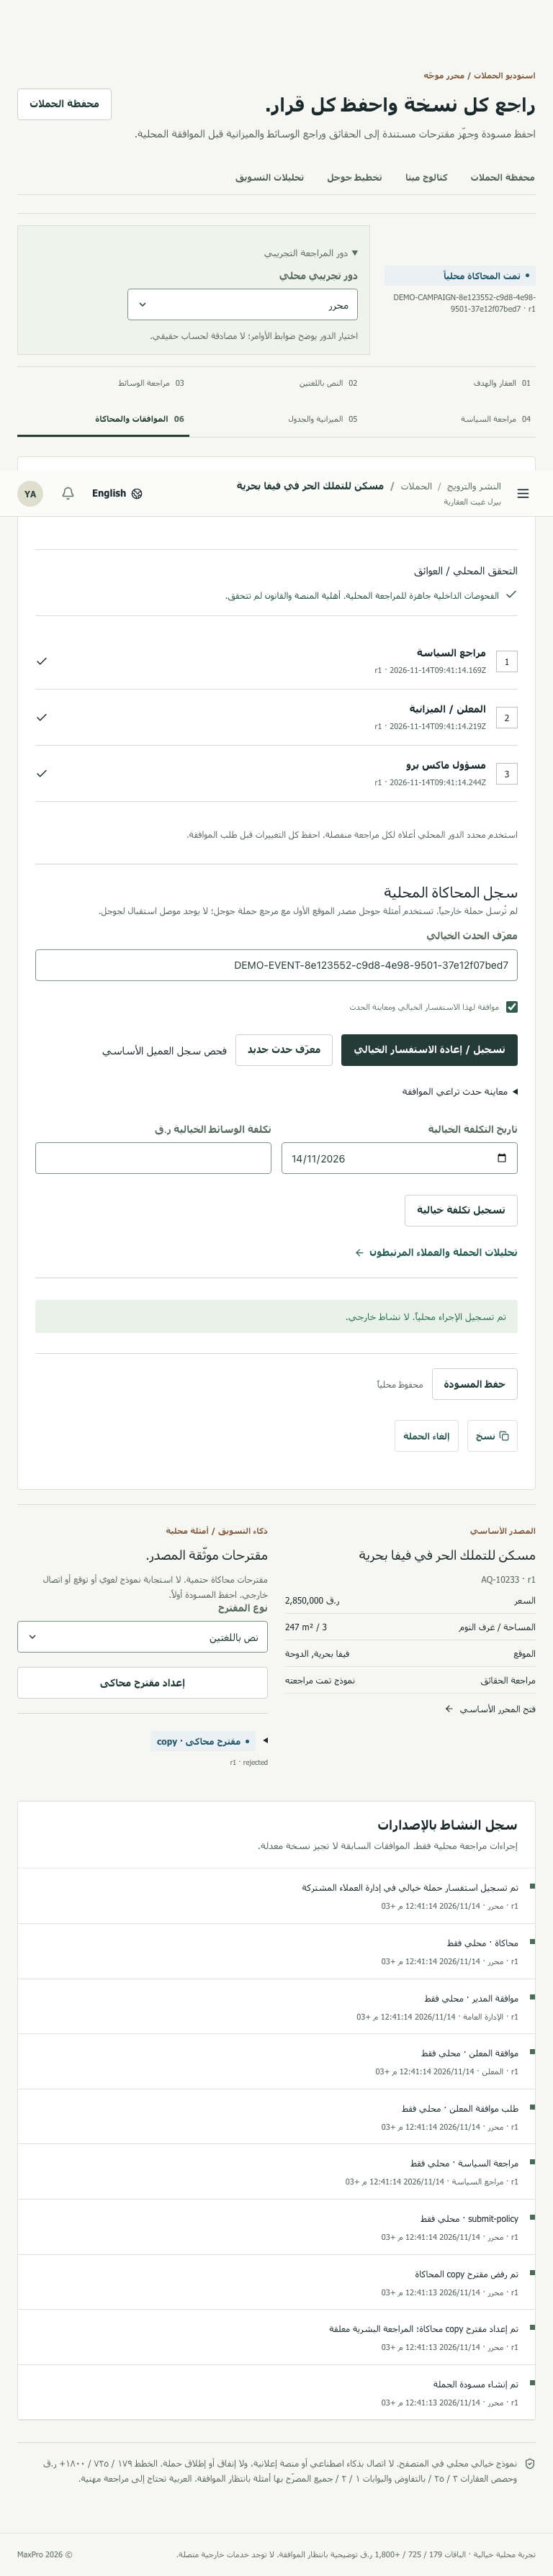 استوديو الحملات / محرر موجّه
راجع كل نسخة واحفظ كل قرار.
محفظة الحملات
احفظ مسودة وجهّز مقترحات مستندة إلى الحقائق وراجع الوسائط والميزانية قبل الموافقة المحلية.
محفظة الحملات
كتالوج ميتا
تخطيط جوجل
تحليلات التسويق
تمت المحاكاة محلياً
DEMO-CAMPAIGN-8e123552-c9d8-4e98-9501-37e12f07bed7 · r1
دور المراجعة التجريبي
دور تجريبي محلي
محرر
اختيار الدور يوضح ضوابط الأوامر؛ لا مصادقة لحساب حقيقي.
01 العقار والهدف
02 النص باللغتين
03 مراجعة الوسائط
04 مراجعة السياسة
05 الميزانية والجدول
06 الموافقات والمحاكاة
النشر والترويج / الحملات / مسكن للتملك الحر في فيفا بحرية
بيرل غيت العقارية
English
YA
التحقق المحلي / العوائق
الفحوصات الداخلية جاهزة للمراجعة المحلية. أهلية المنصة والقانون لم تتحقق.
1
مراجع السياسة
r1 · 2026-11-14T09:41:14.169Z
2
المعلن / الميزانية
r1 · 2026-11-14T09:41:14.219Z
3
مسؤول ماكس برو
r1 · 2026-11-14T09:41:14.244Z
استخدم محدد الدور المحلي أعلاه لكل مراجعة منفصلة. احفظ كل التغييرات قبل طلب الموافقة.
سجل المحاكاة المحلية
لم تُرسل حملة خارجياً. تستخدم أمثلة جوجل مصدر الموقع الأول مع مرجع حملة جوجل؛ لا يوجد موصل استقبال لجوجل.
معرّف الحدث الخيالي
DEMO-EVENT-8e123552-c9d8-4e98-9501-37e12f07bed7
موافقة لهذا الاستفسار الخيالي ومعاينة الحدث
تسجيل / إعادة الاستفسار الخيالي
معرّف حدث جديد
فحص سجل العميل الأساسي
معاينة حدث تراعي الموافقة
تاريخ التكلفة الخيالية
14/11/2026
تكلفة الوسائط الخيالية ر.ق
تسجيل تكلفة خيالية
تحليلات الحملة والعملاء المرتبطون
تم تسجيل الإجراء محلياً. لا نشاط خارجي.
حفظ المسودة
محفوظ محلياً
نسخ
إلغاء الحملة
المصدر الأساسي
مسكن للتملك الحر في فيفا بحرية
AQ-10233 · r1
السعر
2,850,000 ر.ق
المساحة / غرف النوم
247 m² / 3
الموقع
فيفا بحرية, الدوحة
مراجعة الحقائق
نموذج تمت مراجعته
فتح المحرر الأساسي
ذكاء التسويق / أمثلة محلية
مقترحات موثّقة المصدر.
مقترحات محاكاة حتمية. لا استجابة نموذج لغوي أو توقع أو اتصال خارجي. احفظ المسودة أولاً.
نوع المقترح
نص باللغتين
إعداد مقترح محاكى
مقترح محاكى · copy
r1 · rejected
سجل النشاط بالإصدارات
إجراءات مراجعة محلية فقط. الموافقات السابقة لا تجيز نسخة معدلة.
تم تسجيل استفسار حملة خيالي في إدارة العملاء المشتركة
r1 · محرر · 2026/11/14 12:41:14 م +03
محاكاة · محلي فقط
r1 · محرر · 2026/11/14 12:41:14 م +03
موافقة المدير · محلي فقط
r1 · الإدارة العامة · 2026/11/14 12:41:14 م +03
موافقة المعلن · محلي فقط
r1 · المعلن · 2026/11/14 12:41:14 م +03
طلب موافقة المعلن · محلي فقط
r1 · محرر · 2026/11/14 12:41:14 م +03
مراجعة السياسة · محلي فقط
r1 · مراجع السياسة · 2026/11/14 12:41:14 م +03
submit-policy · محلي فقط
r1 · محرر · 2026/11/14 12:41:14 م +03
تم رفض مقترح copy المحاكاة
r1 · محرر · 2026/11/14 12:41:13 م +03
تم إعداد مقترح copy محاكاة؛ المراجعة البشرية معلقة
r1 · محرر · 2026/11/14 12:41:13 م +03
تم إنشاء مسودة الحملة
r1 · محرر · 2026/11/14 12:41:13 م +03
نموذج خيالي محلي في المتصفح. لا اتصال بذكاء اصطناعي أو منصة إعلانية، ولا إنفاق أو إطلاق حملة. الخطط ١٧٩ / ٧٢٥ / ١٨٠٠+ ر.ق
وحصص العقارات ٣ / ٢٥ / بالتفاوض والبوابات ١ / ٢ / جميع المصرّح بها أمثلة بانتظار الموافقة. العربية تحتاج إلى مراجعة مهنية.
تجربة محلية خيالية · الباقات 179 / 725 / +1,800 ر.ق توضيحية بانتظار الموافقة. لا توجد خدمات خارجية متصلة.
© 2026 MaxPro